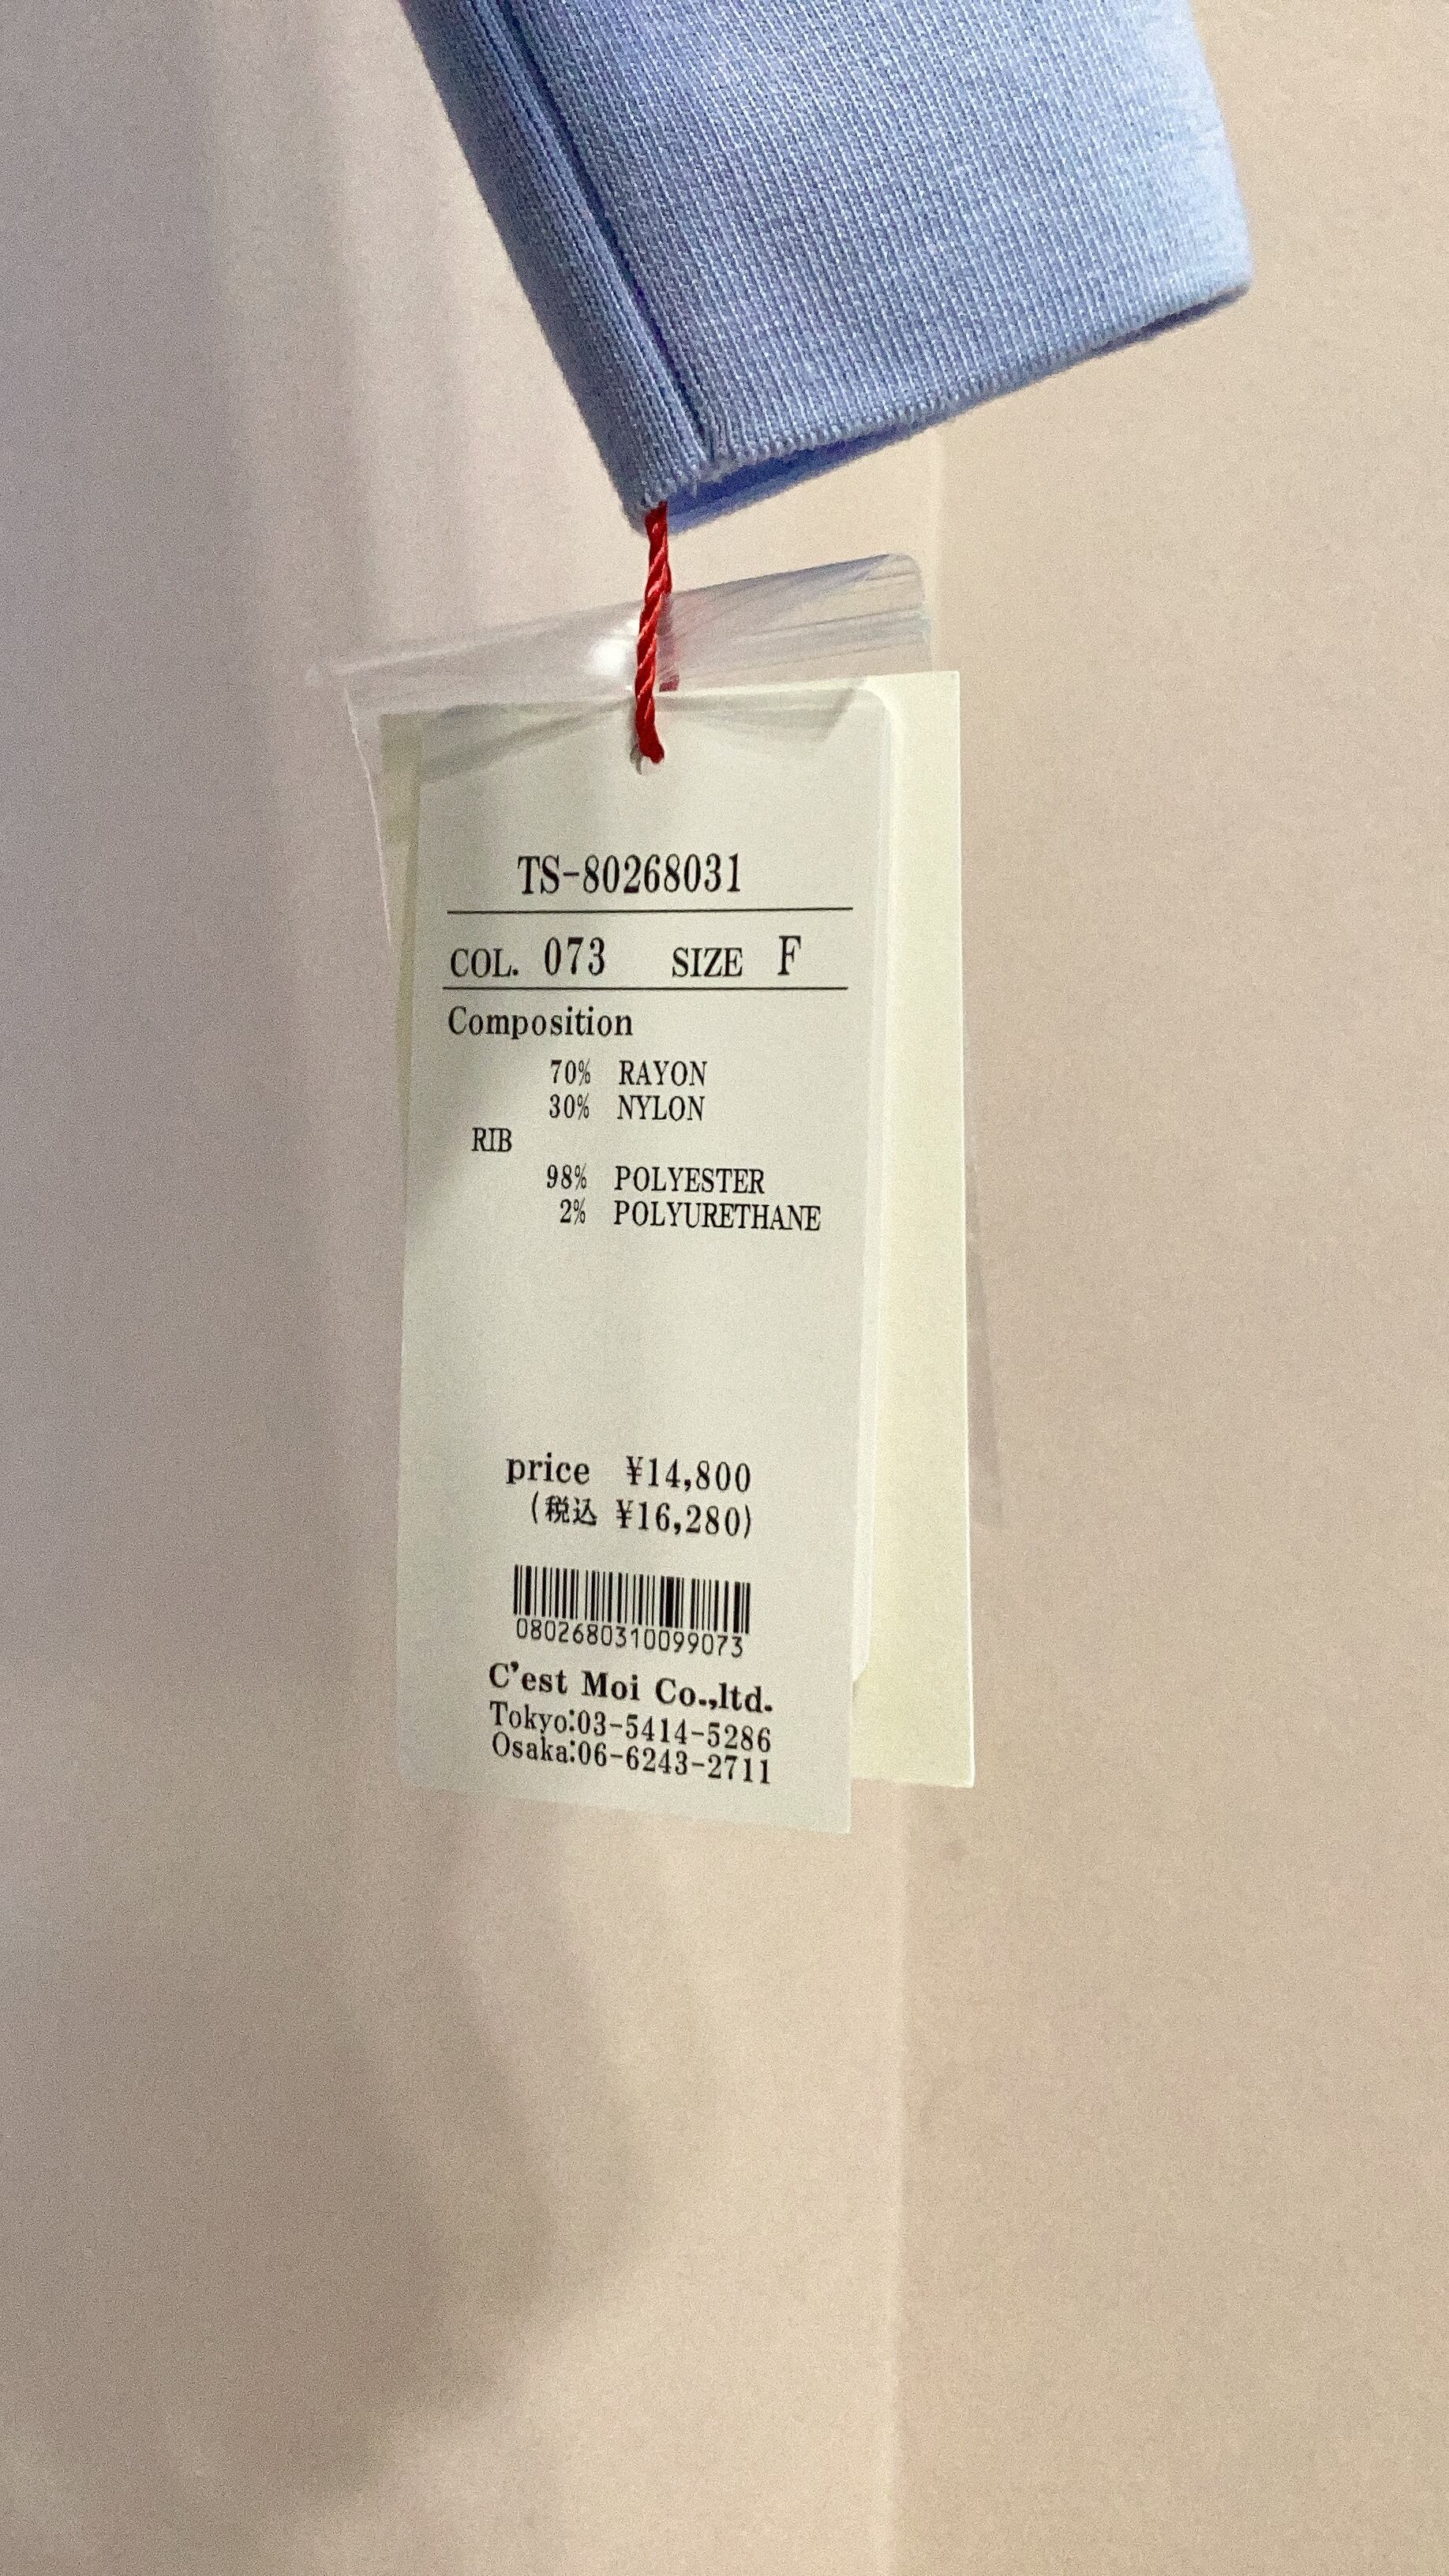 TS-80268031
COL. 073 SIZE F
Composition
70% RAYON
30% NYLON
RIB
98% POLYESTER
2% POLYURETHANE
price ¥14,800
(税込 ¥16,280)
0802680310099073
C'est Moi Co.,ltd.
Tokyo:03-5414-5286
Osaka:06-6243-2711